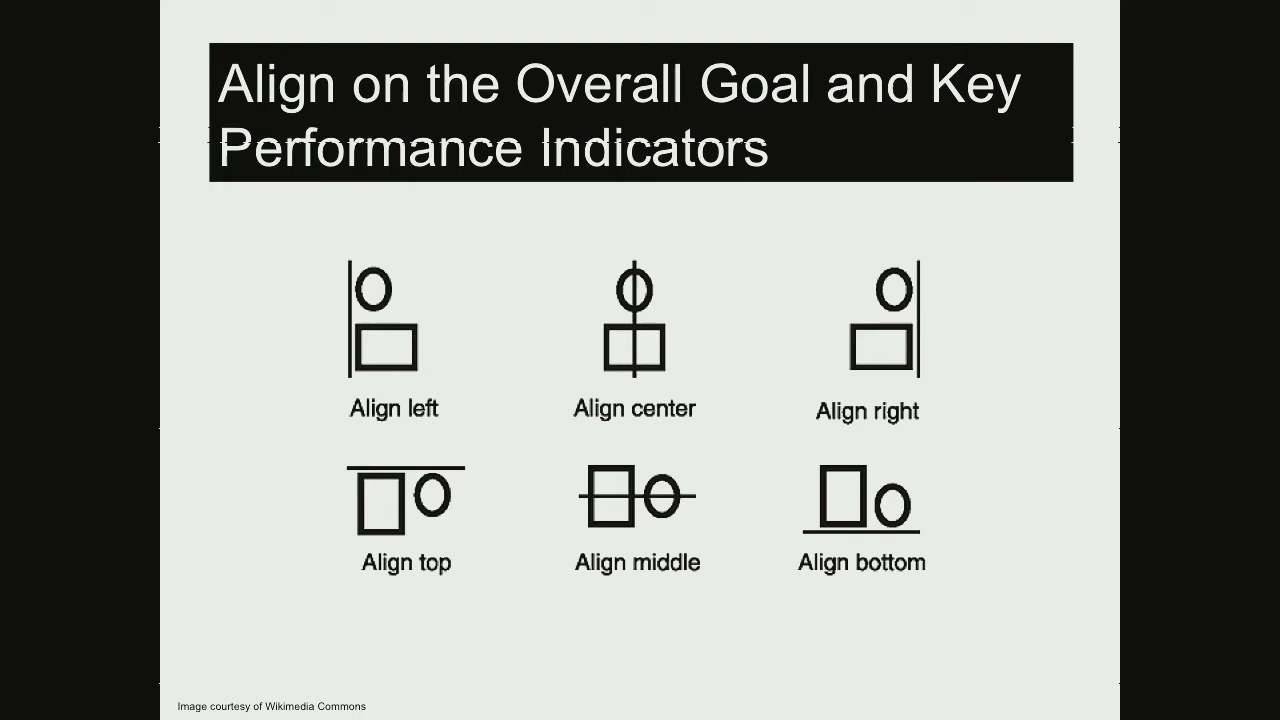 Align on the Overall Goal and Key
Performance Indicators
Align left
Align center
Align right
Align top
Align middle
Align bottom
Image courtesy of Wikimedia Commons